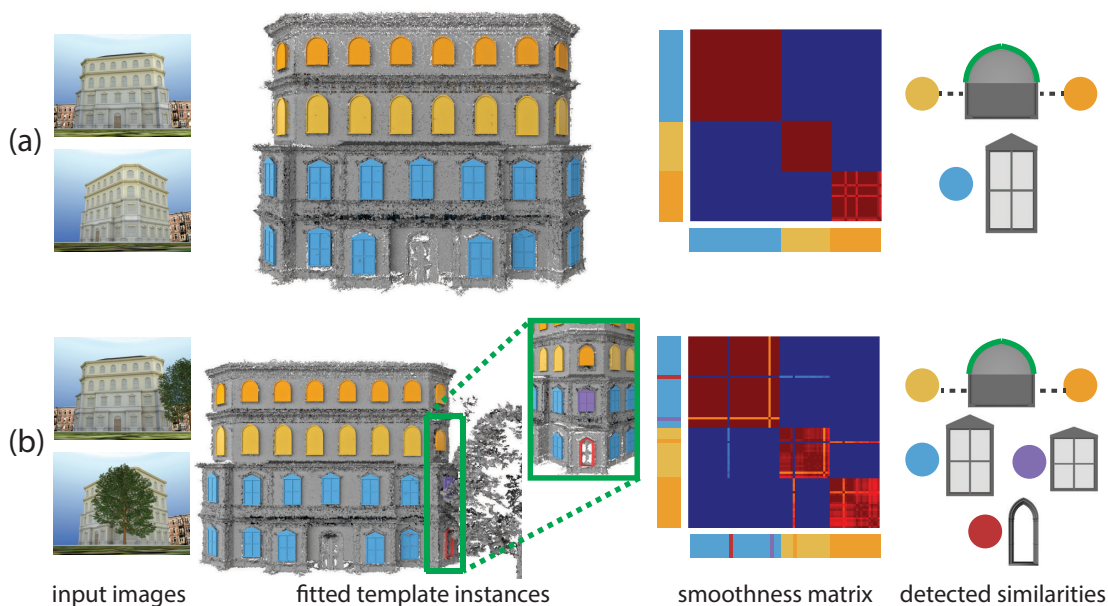 (a)
(b)
input images
fitted template instances
smoothness matrix
detected similarities